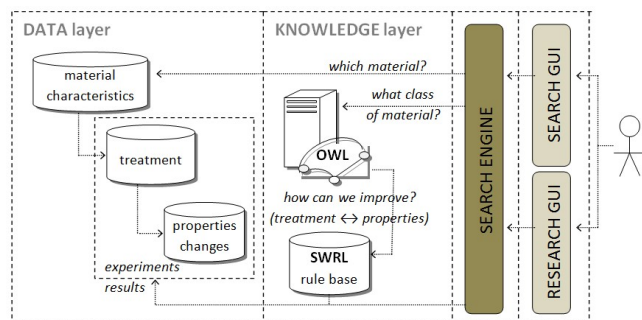 DATA layer
KNOWLEDGE layer
material
characteristics
which material?
what class
of material?
treatment
OWL
how can we improve?
(treatment ↔ properties)
properties
changes
SWRL
rule base
experiments
results
SEARCH ENGINE
SEARCH GUI
RESEARCH GUI